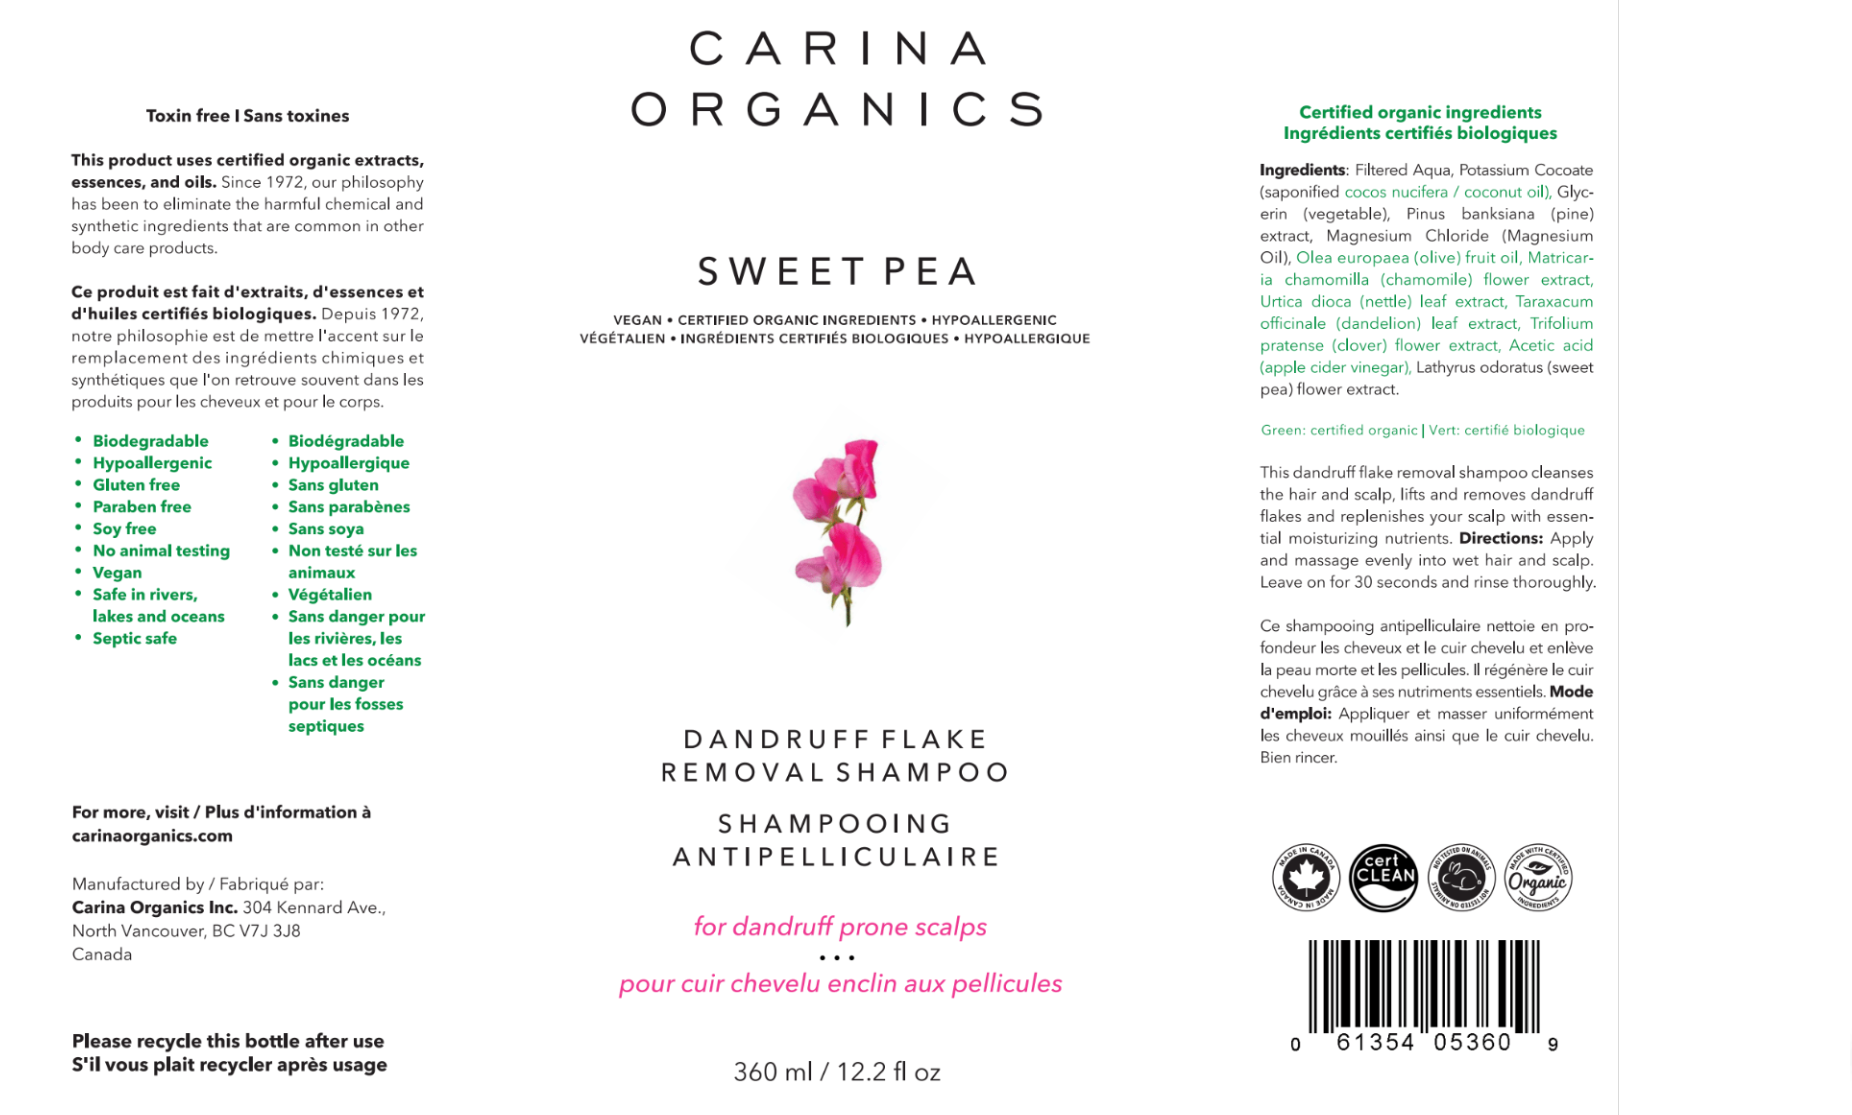 Toxin free I Sans toxines
This product uses certified organic extracts,
essences, and oils. Since 1972, our philosophy
has been to eliminate the harmful chemical and
synthetic ingredients that are common in other
body care products.
Ce produit est fait d'extraits, d'essences et
d'huiles certifiés biologiques. Depuis 1972,
notre philosophie est de mettre l'accent sur le
remplacement des ingrédients chimiques et
synthétiques que l'on retrouve souvent dans les
produits pour les cheveux et pour le corps.
• Biodegradable
• Hypoallergenic
• Gluten free
• Paraben free
• Soy free
• No animal testing
• Vegan
• Safe in rivers,
lakes and oceans
• Septic safe
• Biodégradable
• Hypoallergique
• Sans gluten
• Sans parabènes
• Sans soya
• Non testé sur les
animaux
• Végétalien
• Sans danger pour
les rivières, les
lacs et les océans
• Sans danger
pour les fosses
septiques
For more, visit / Plus d'information à
carinaorganics.com
Manufactured by / Fabriqué par:
Carina Organics Inc. 304 Kennard Ave.,
North Vancouver, BC V7J 3J8
Canada
Please recycle this bottle after use
S'il vous plait recycler après usage
CARINA
ORGANICS
SWEET PEA
VEGAN • CERTIFIED ORGANIC INGREDIENTS • HYPOALLERGENIC
VÉGÉTALIEN • INGRÉDIENTS CERTIFIÉS BIOLOGIQUES • HYPOALLERGIQUE
DANDRUFF FLAKE
REMOVAL SHAMPOO
SHAMPOOING
ANTIPELLICULAIRE
for dandruff prone scalps
• • •
pour cuir chevelu enclin aux pellicules
360 ml / 12.2 fl oz
Certified organic ingredients
Ingrédients certifiés biologiques
Ingredients: Filtered Aqua, Potassium Cocoate
(saponified cocos nucifera / coconut oil), Glyc-
erin (vegetable), Pinus banksiana (pine)
extract, Magnesium Chloride (Magnesium
Oil), Olea europaea (olive) fruit oil, Matricar-
ia chamomilla (chamomile) flower extract,
Urtica dioca (nettle) leaf extract, Taraxacum
officinale (dandelion) leaf extract, Trifolium
pratense (clover) flower extract, Acetic acid
(apple cider vinegar), Lathyrus odoratus (sweet
pea) flower extract.
Green: certified organic | Vert: certifié biologique
This dandruff flake removal shampoo cleanses
the hair and scalp, lifts and removes dandruff
flakes and replenishes your scalp with essen-
tial moisturizing nutrients. Directions: Apply
and massage evenly into wet hair and scalp.
Leave on for 30 seconds and rinse thoroughly.
Ce shampooing antipelliculaire nettoie en pro-
fondeur les cheveux et le cuir chevelu et enlève
la peau morte et les pellicules. Il régénère le cuir
chevelu grâce à ses nutriments essentiels. Mode
d'emploi: Appliquer et masser uniformément
les cheveux mouillés ainsi que le cuir chevelu.
Bien rincer.
MADE IN CANADA
MADE IN CANADA
cert
CLEAN
NOT TESTED ON ANIMALS
NOT TESTED ON ANIMALS
MADE WITH CERTIFIED
Organic
INGREDIENTS
0 61354 05360 9